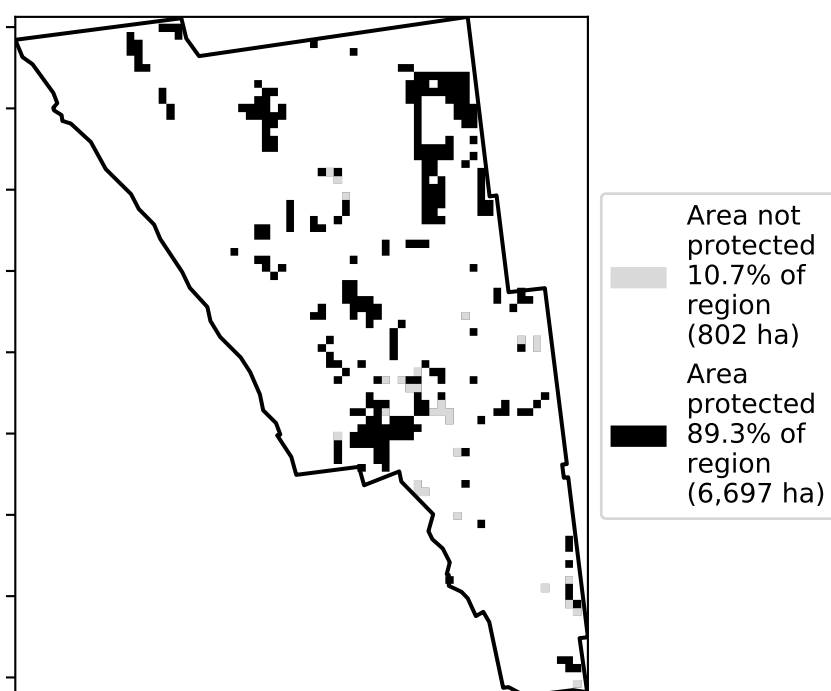 Area not
protected
10.7% of
region
(802 ha)
Area
protected
89.3% of
region
(6,697 ha)